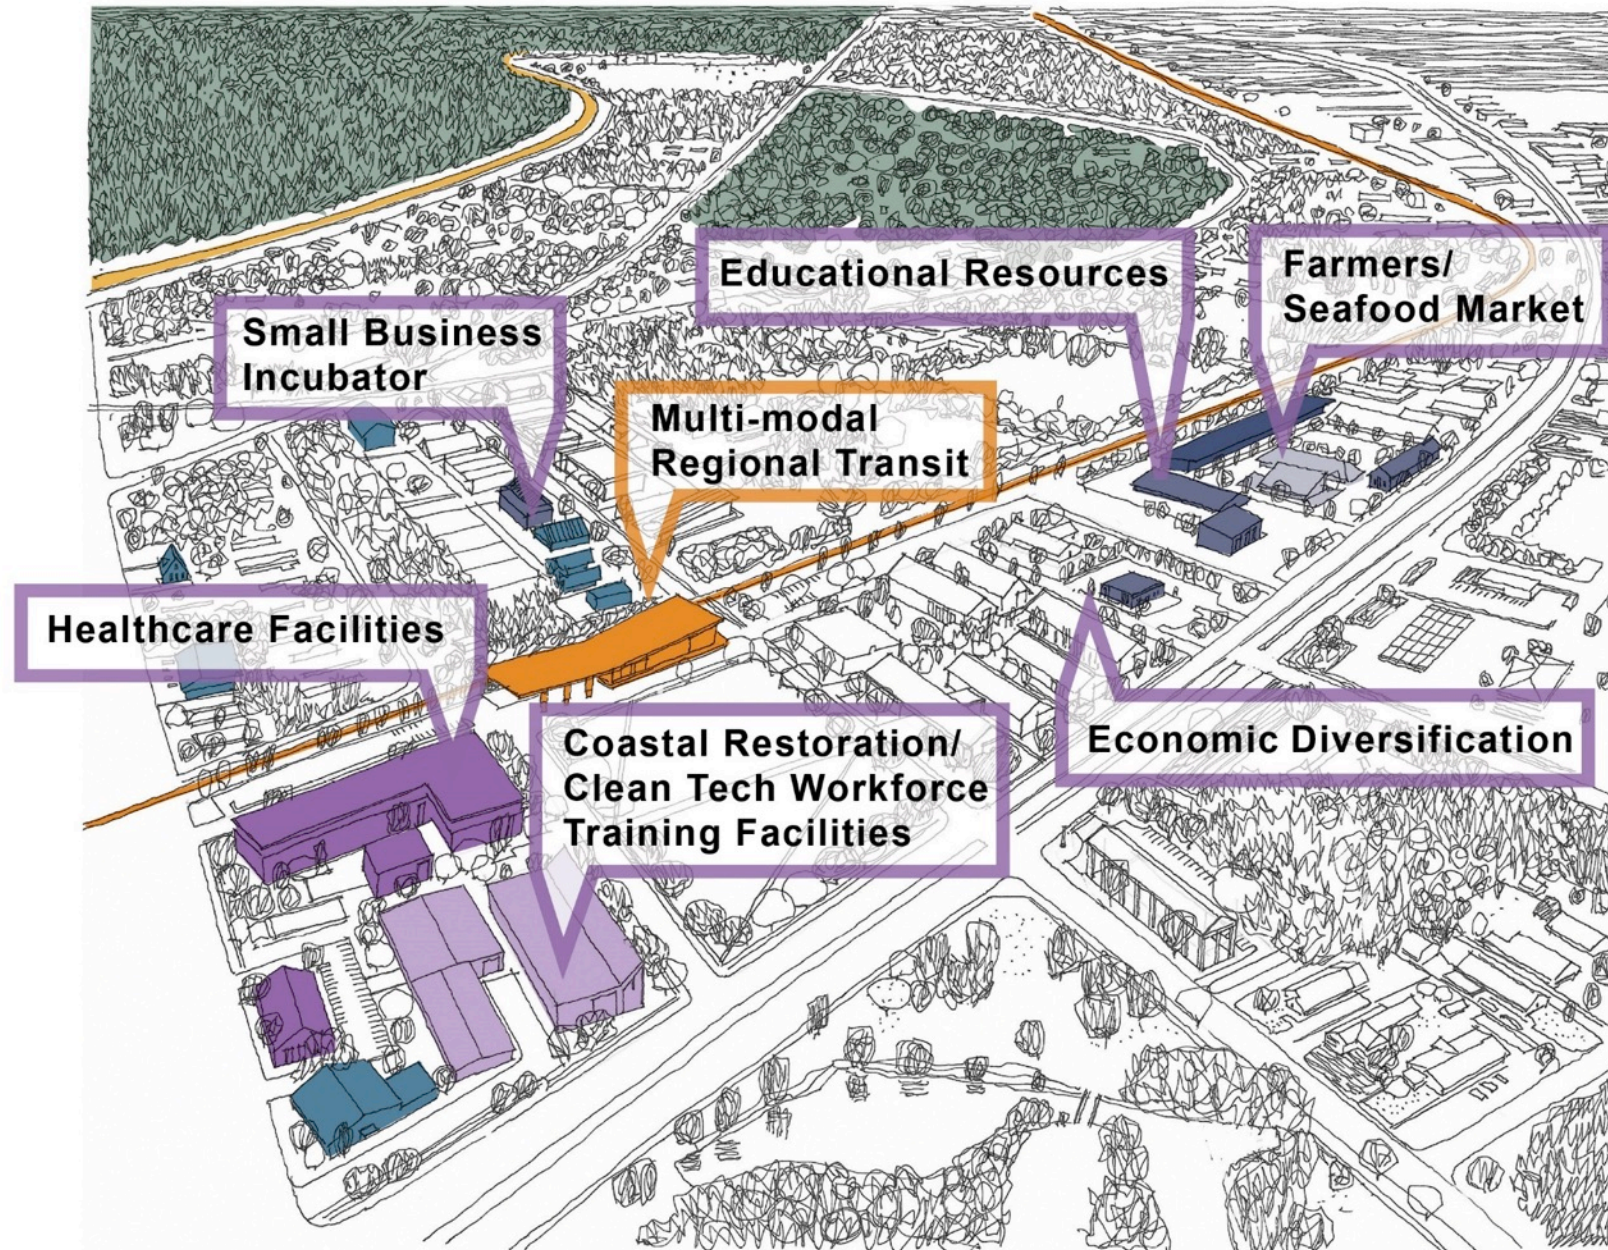 Educational Resources
Farmers/
Seafood Market
Small Business
Incubator
Multi-modal
Regional Transit
Healthcare Facilities
Coastal Restoration/
Clean Tech Workforce
Training Facilities
Economic Diversification